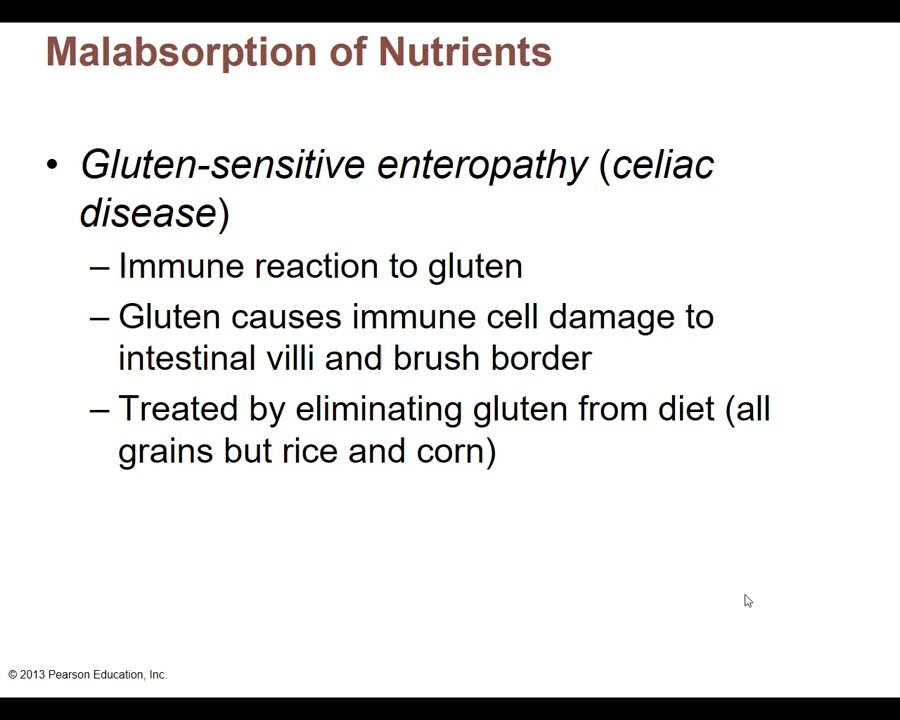 Malabsorption of Nutrients
• Gluten-sensitive enteropathy (celiac
disease)
– Immune reaction to gluten
– Gluten causes immune cell damage to
intestinal villi and brush border
– Treated by eliminating gluten from diet (all
grains but rice and corn)
© 2013 Pearson Education, Inc.